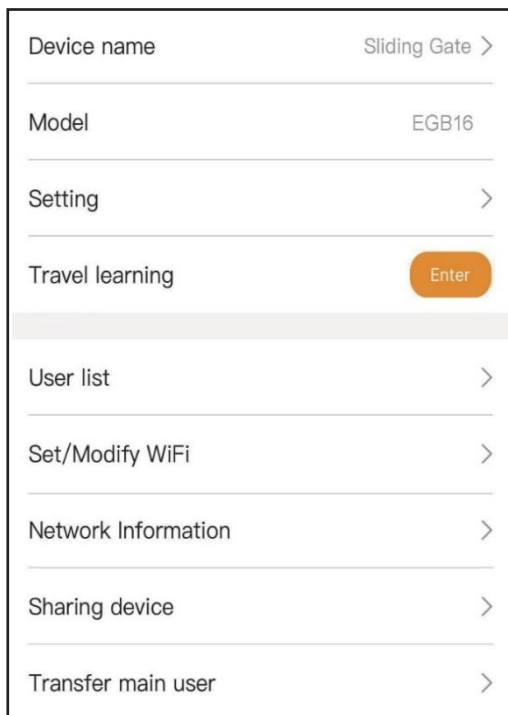 Device name Sliding Gate >
Model EGB16
Setting >
Travel learning Enter
User list >
Set/Modify WiFi >
Network Information >
Sharing device >
Transfer main user >